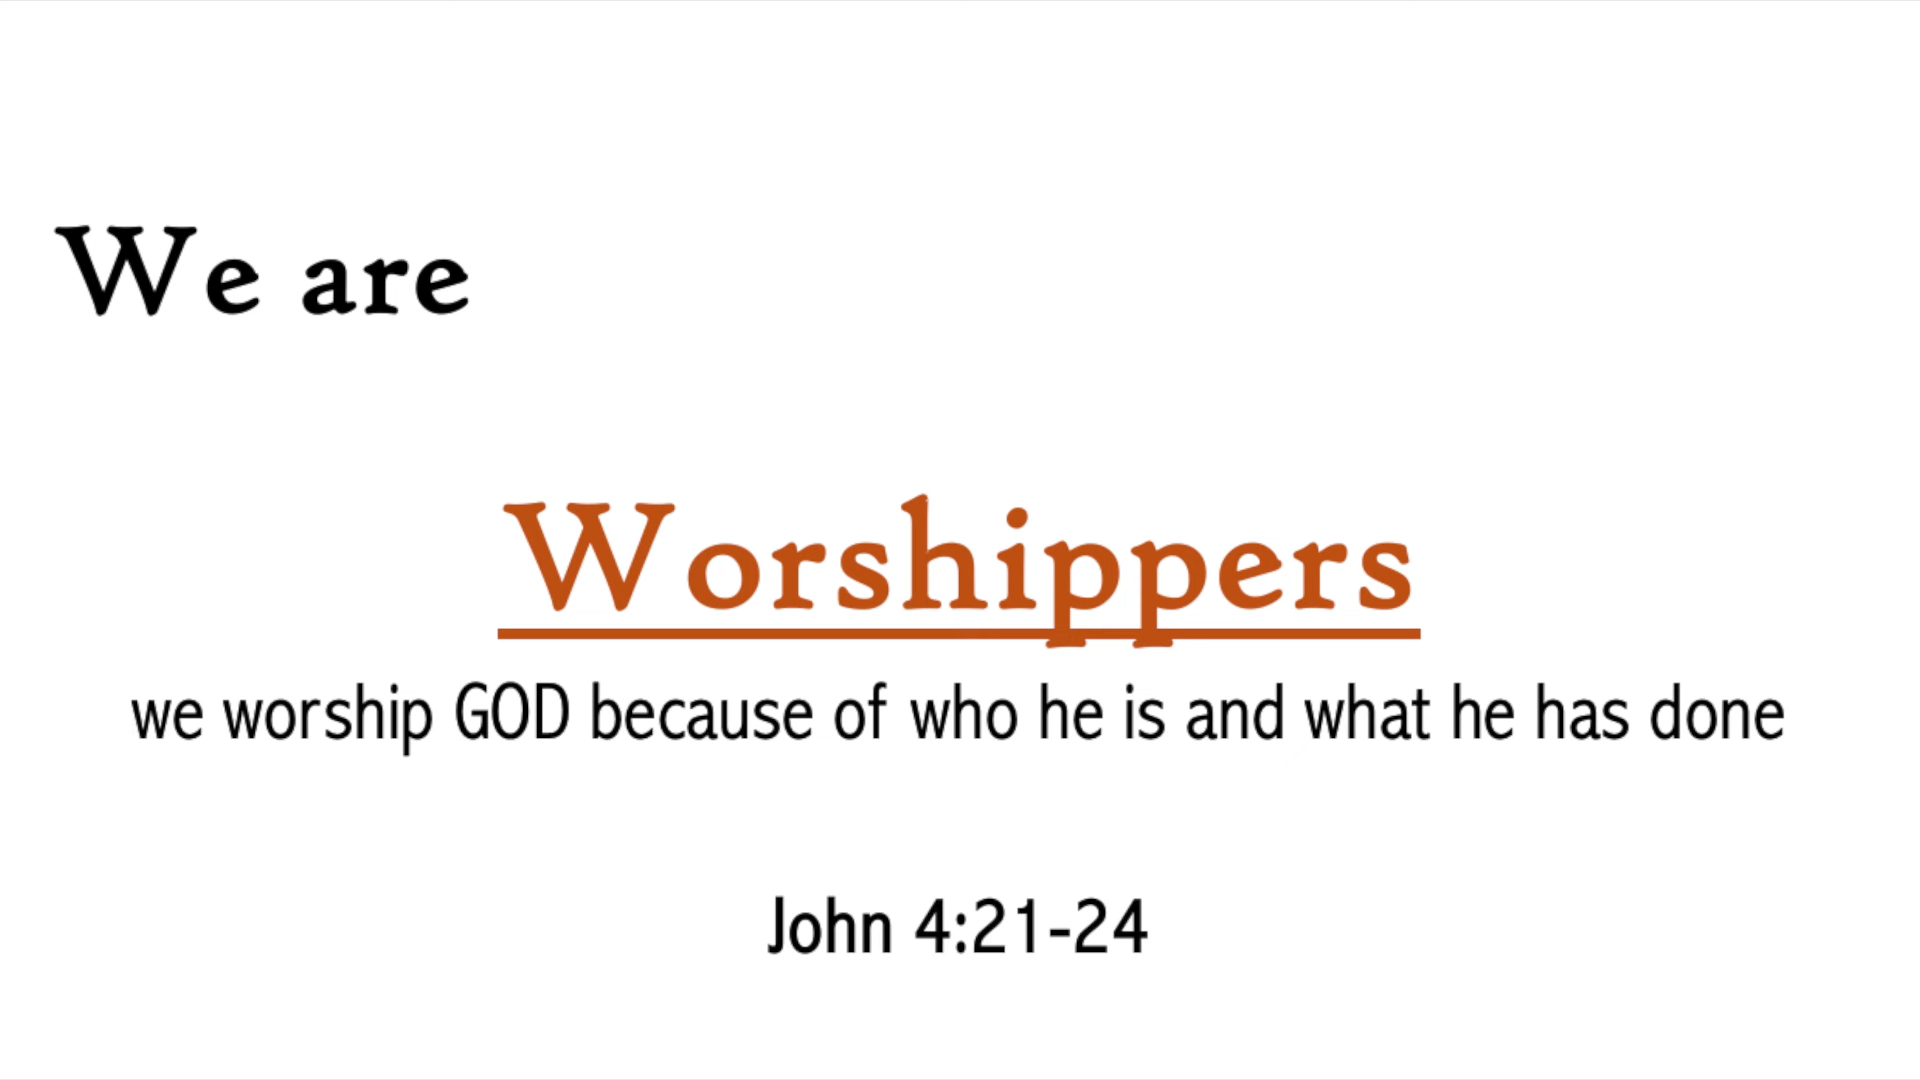 We are
Worshippers
we worship GOD because of who he is and what he has done
John 4:21-24